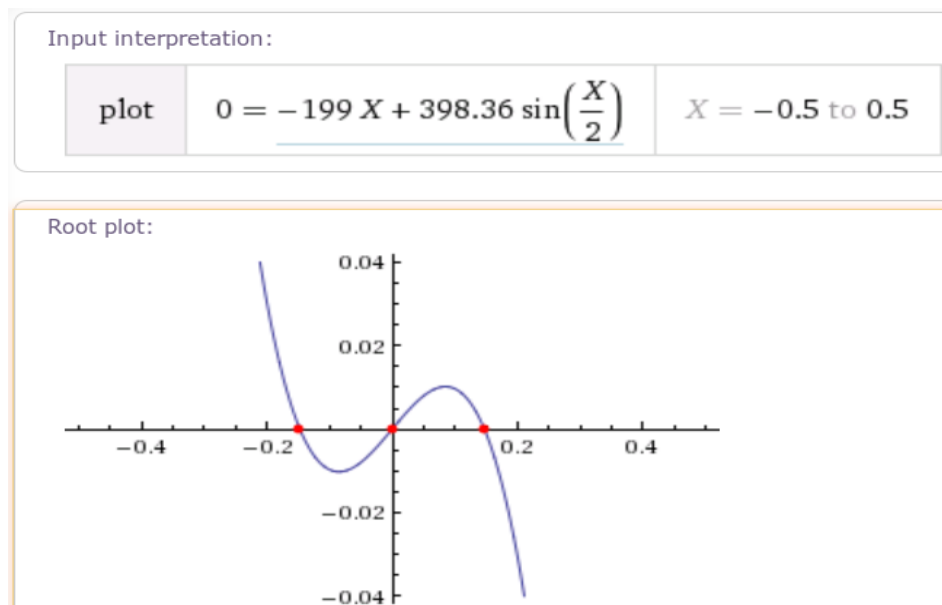 Input interpretation:
plot 0 = −199 X + 398.36 sin(X/2) X = −0.5 to 0.5
Root plot:
0.04
0.02
−0.4 −0.2 0.2 0.4
−0.02
−0.04